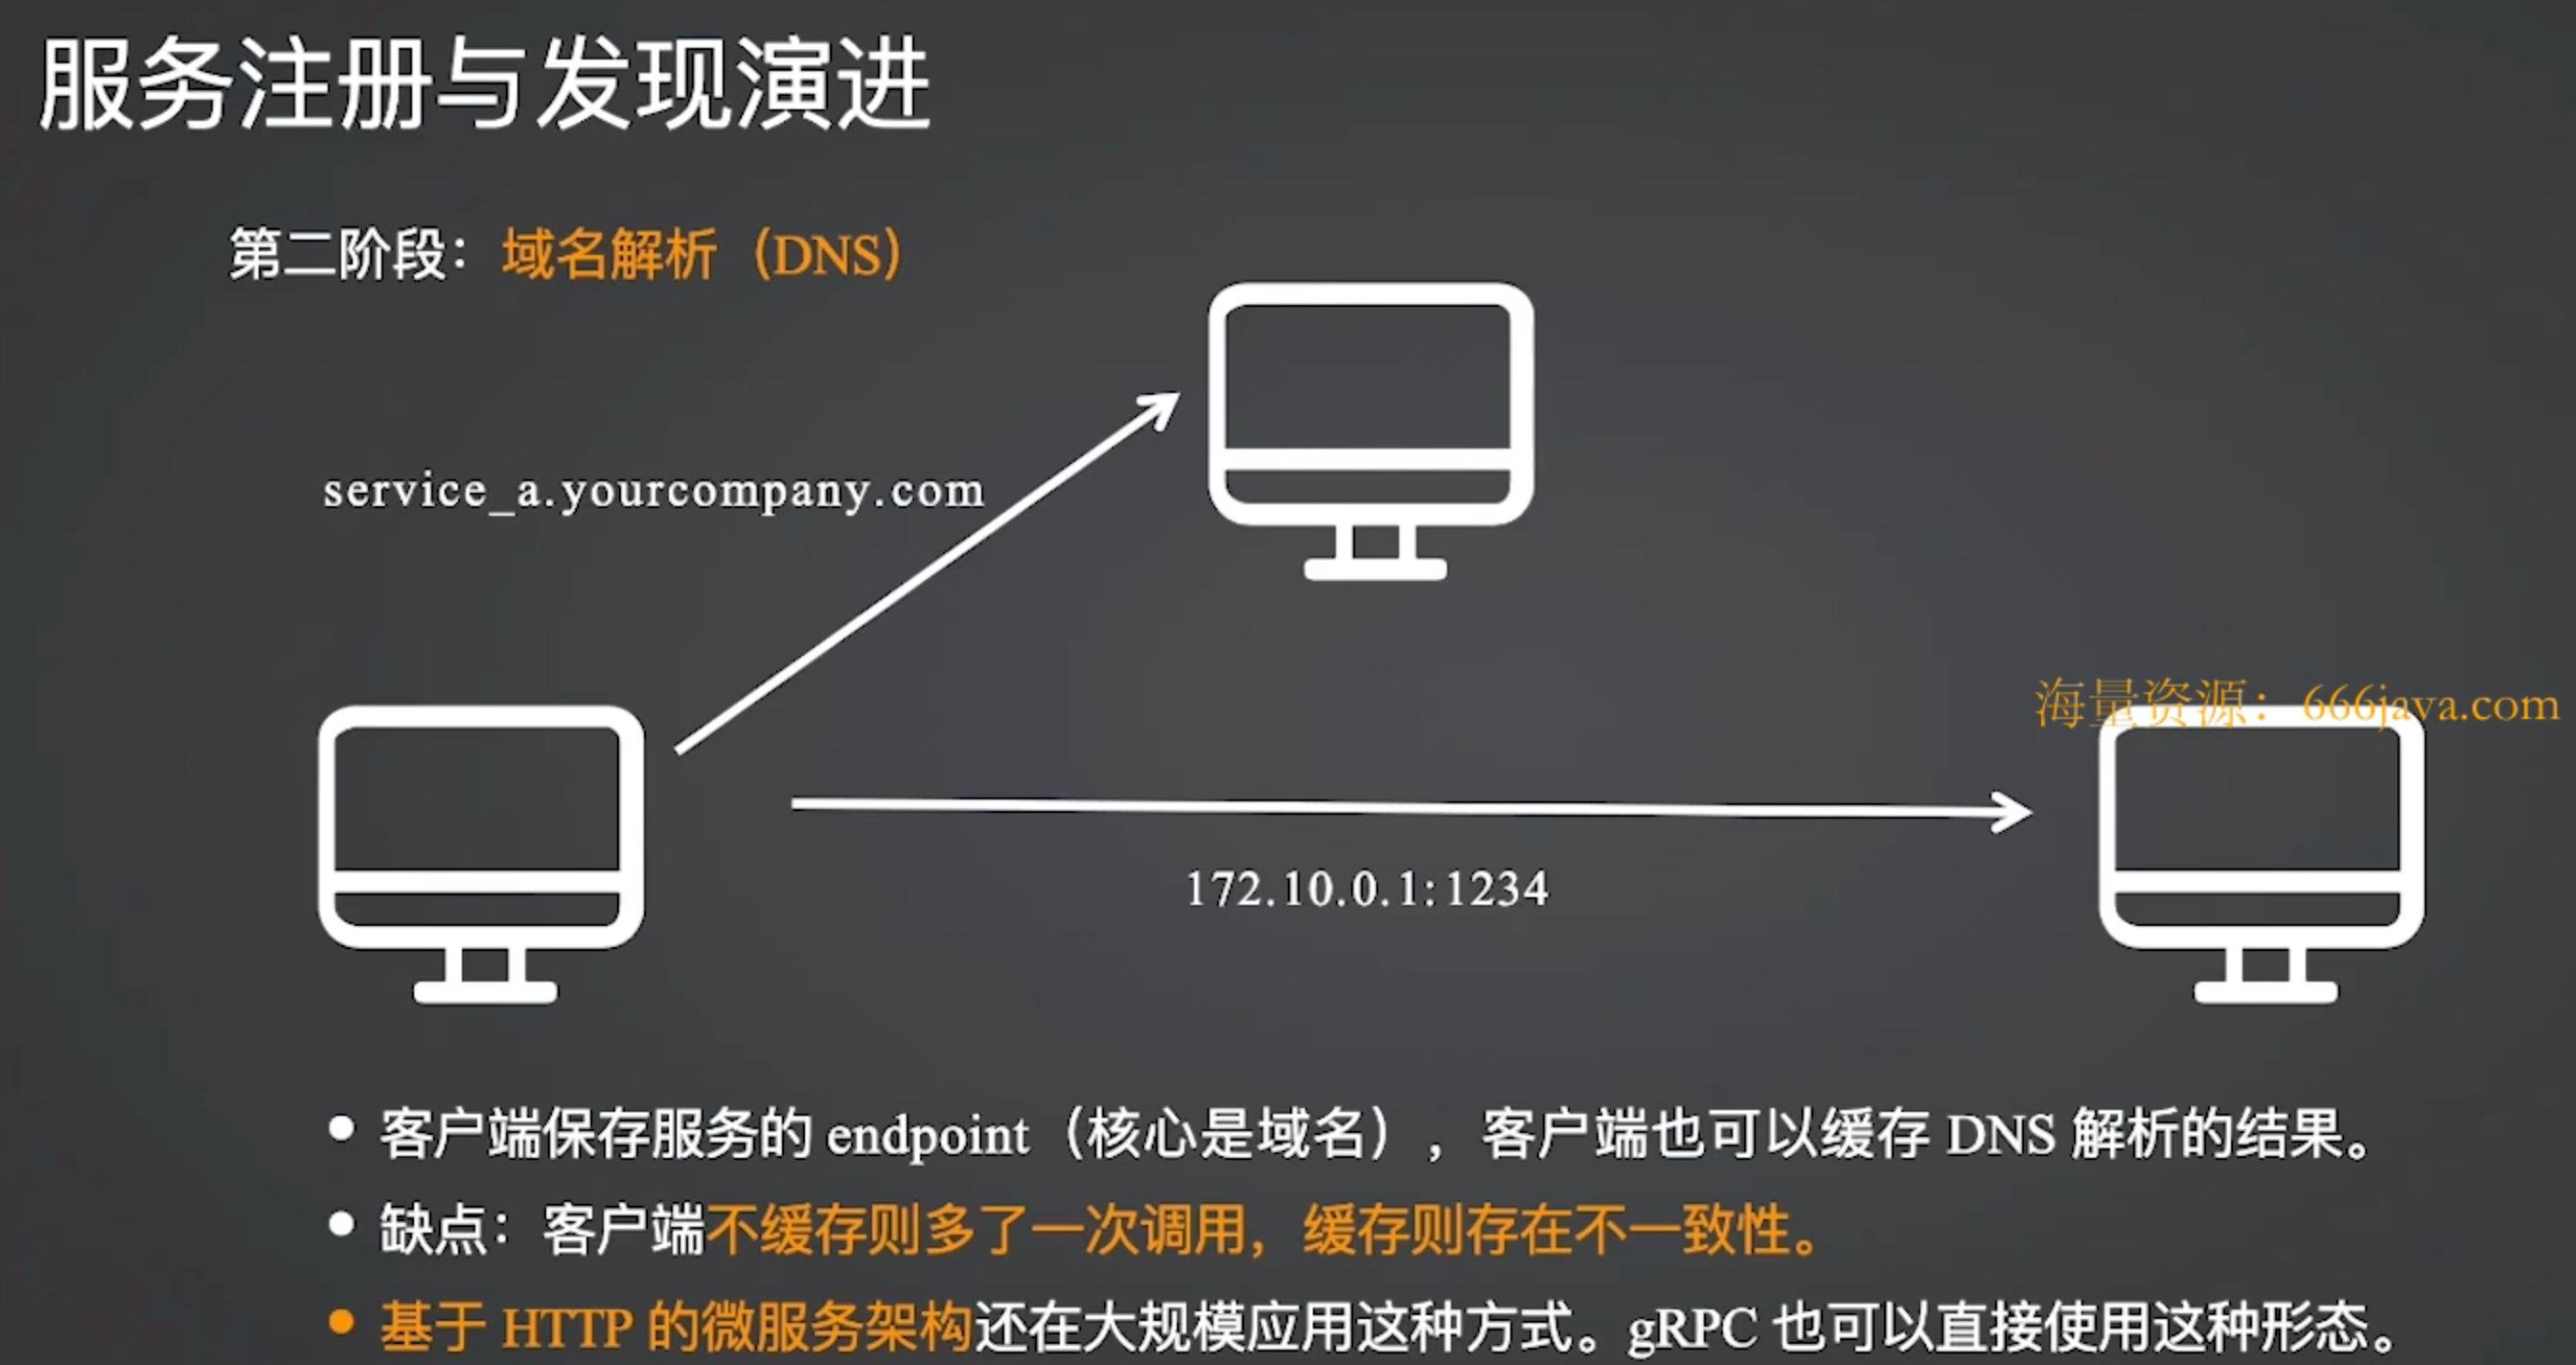 服务注册与发现演进
第二阶段：域名解析（DNS）
service_a.yourcompany.com
海量资源：666java.com
172.10.0.1:1234
客户端保存服务的 endpoint（核心是域名），客户端也可以缓存 DNS 解析的结果。
缺点：客户端不缓存则多了一次调用，缓存则存在不一致性。
基于 HTTP 的微服务架构还在大规模应用这种方式。gRPC 也可以直接使用这种形态。